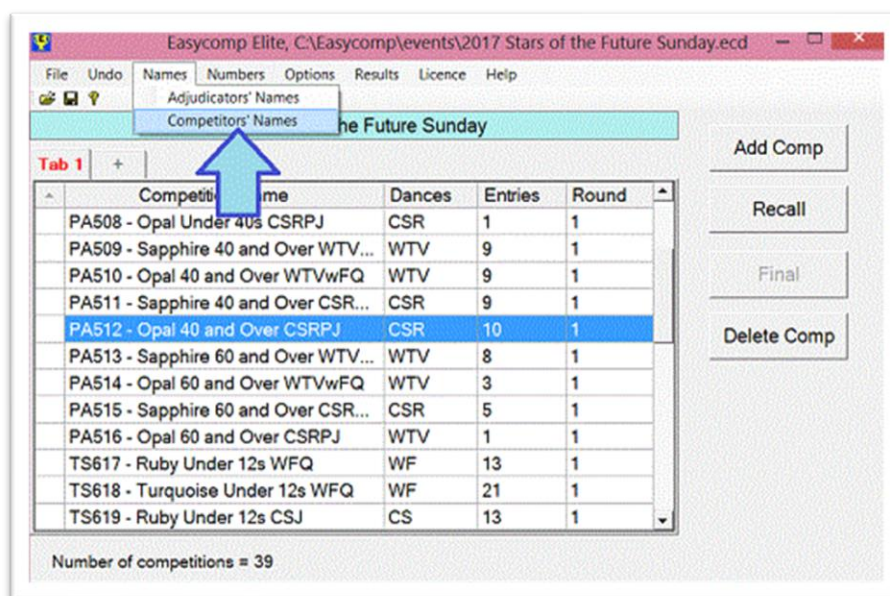 Easycomp Elite, C:\Easycomp\events\2017 Stars of the Future Sunday.ecd
File Undo Names Numbers Options Results Licence Help
Adjudicators' Names
Competitors' Names
he Future Sunday
Add Comp
Tab 1 +
Competiti me Dances Entries Round
Recall
PA508 - Opal Under 40s CSRPJ CSR 1 1
PA509 - Sapphire 40 and Over WTV... WTV 9 1
PA510 - Opal 40 and Over WTVwFQ WTV 9 1
Final
PA511 - Sapphire 40 and Over CSR... CSR 9 1
PA512 - Opal 40 and Over CSRPJ CSR 10 1
Delete Comp
PA513 - Sapphire 60 and Over WTV... WTV 8 1
PA514 - Opal 60 and Over WTVwFQ WTV 3 1
PA515 - Sapphire 60 and Over CSR... CSR 5 1
PA516 - Opal 60 and Over CSRPJ WTV 1 1
TS617 - Ruby Under 12s WFQ WF 13 1
TS618 - Turquoise Under 12s WFQ WF 21 1
TS619 - Ruby Under 12s CSJ CS 13 1
Number of competitions = 39